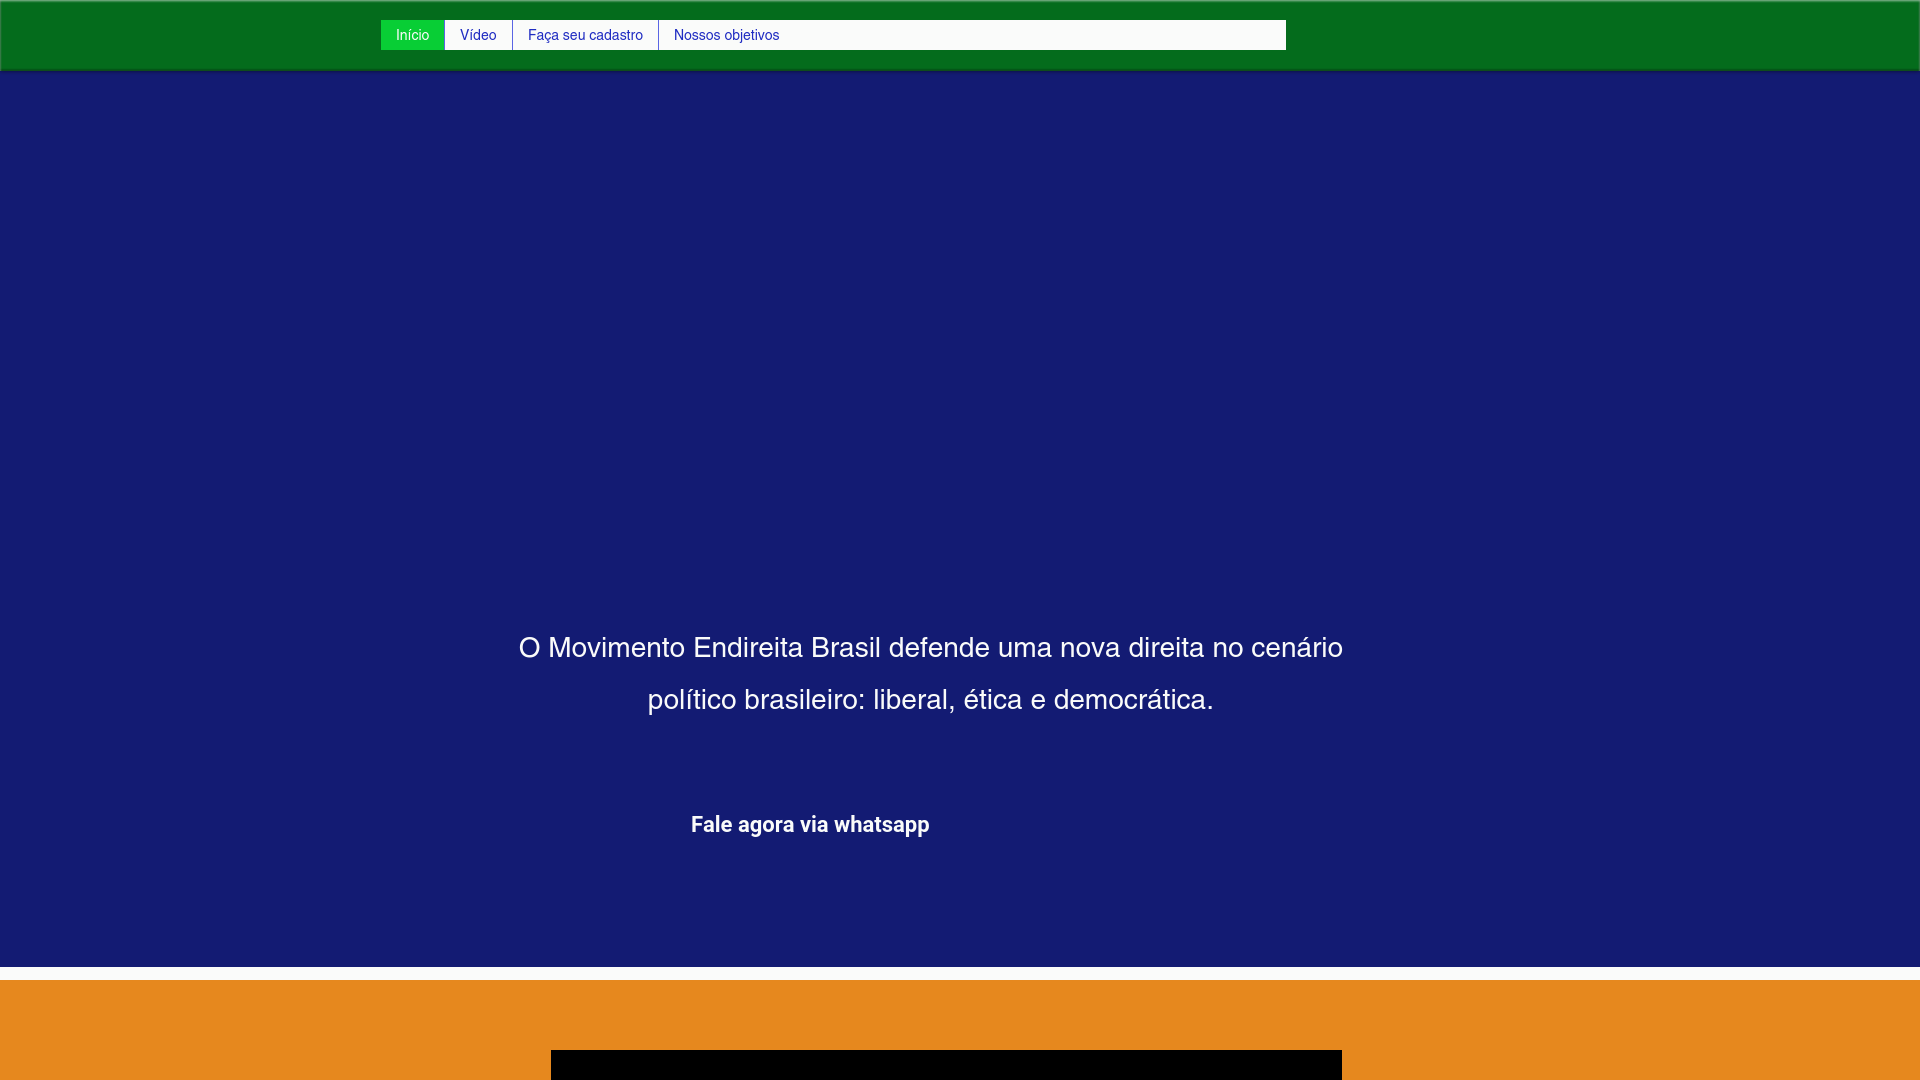 Início
Vídeo
Faça seu cadastro
Nossos objetivos
O Movimento Endireita Brasil defende uma nova direita no cenário
político brasileiro: liberal, ética e democrática.
Fale agora via whatsapp